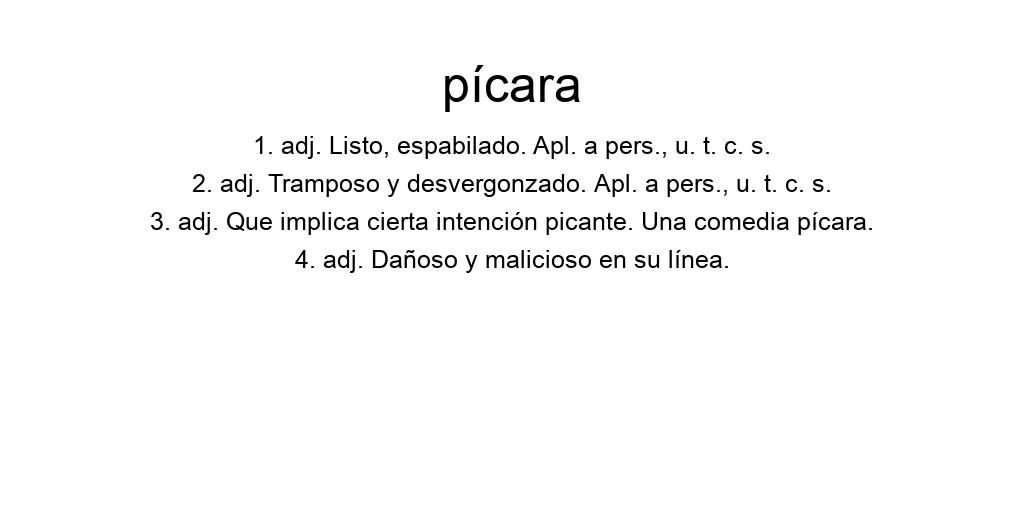 pícara
1. adj. Listo, espabilado. Apl. a pers., u. t. c. s.
2. adj. Tramposo y desvergonzado. Apl. a pers., u. t. c. s.
3. adj. Que implica cierta intención picante. Una comedia pícara.
4. adj. Dañoso y malicioso en su línea.